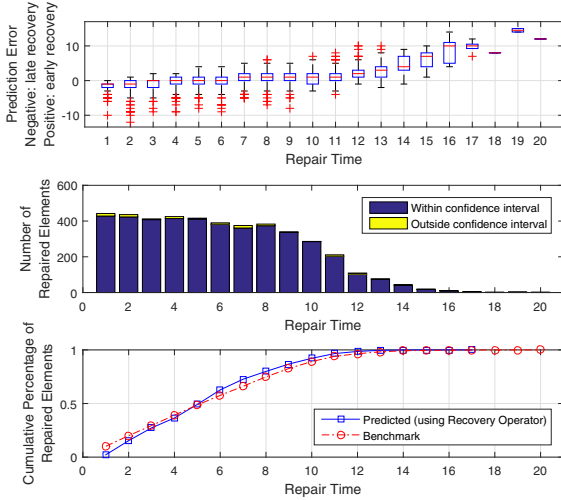 Prediction Error
Negative: late recovery
Positive: early recovery
10
0
-10
1 2 3 4 5 6 7 8 9 10 11 12 13 14 15 16 17 18 19 20
Repair Time
Number of
Repaired Elements
600
400
200
0
Within confidence interval
Outside confidence interval
0 2 4 6 8 10 12 14 16 18 20
Repair Time
Cumulative Percentage of
Repaired Elements
1
0.5
0
Predicted (using Recovery Operator)
Benchmark
0 2 4 6 8 10 12 14 16 18 20
Repair Time